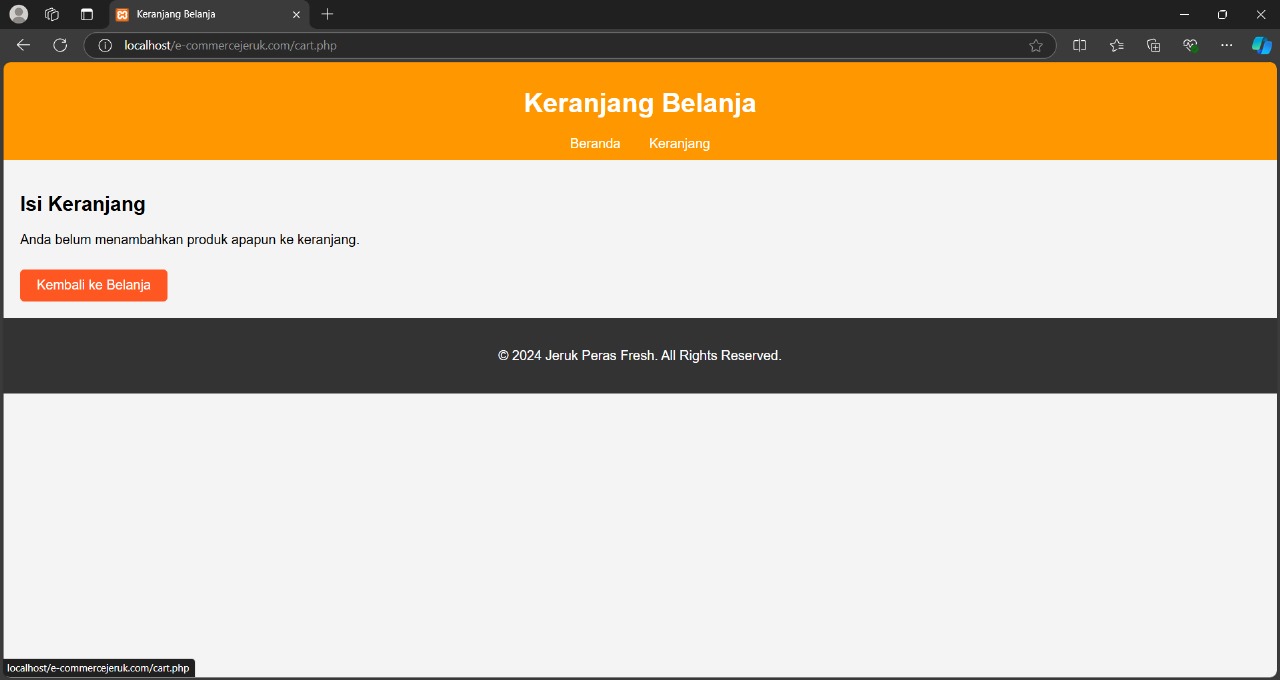 Keranjang Belanja
localhost/e-commercejeruk.com/cart.php
Keranjang Belanja
Beranda Keranjang
Isi Keranjang
Anda belum menambahkan produk apapun ke keranjang.
Kembali ke Belanja
© 2024 Jeruk Peras Fresh. All Rights Reserved.
localhost/e-commercejeruk.com/cart.php